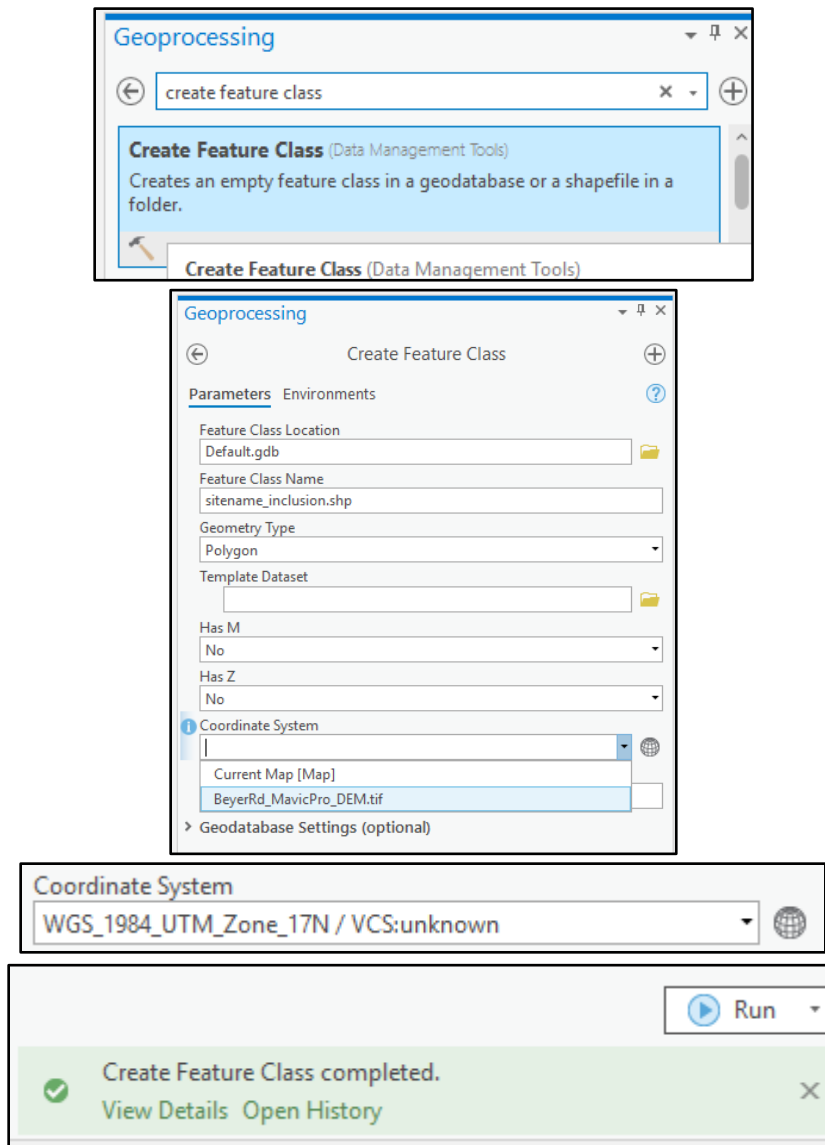 Geoprocessing
create feature class
Create Feature Class (Data Management Tools)
Creates an empty feature class in a geodatabase or a shapefile in a
folder.
Create Feature Class (Data Management Tools)
Geoprocessing
Create Feature Class
Parameters Environments
Feature Class Location
Default.gdb
Feature Class Name
sitename_inclusion.shp
Geometry Type
Polygon
Template Dataset
Has M
No
Has Z
No
Coordinate System
Current Map [Map]
BeyerRd_MavicPro_DEM.tif
Geodatabase Settings (optional)
Coordinate System
WGS_1984_UTM_Zone_17N / VCS:unknown
Run
Create Feature Class completed.
View Details Open History